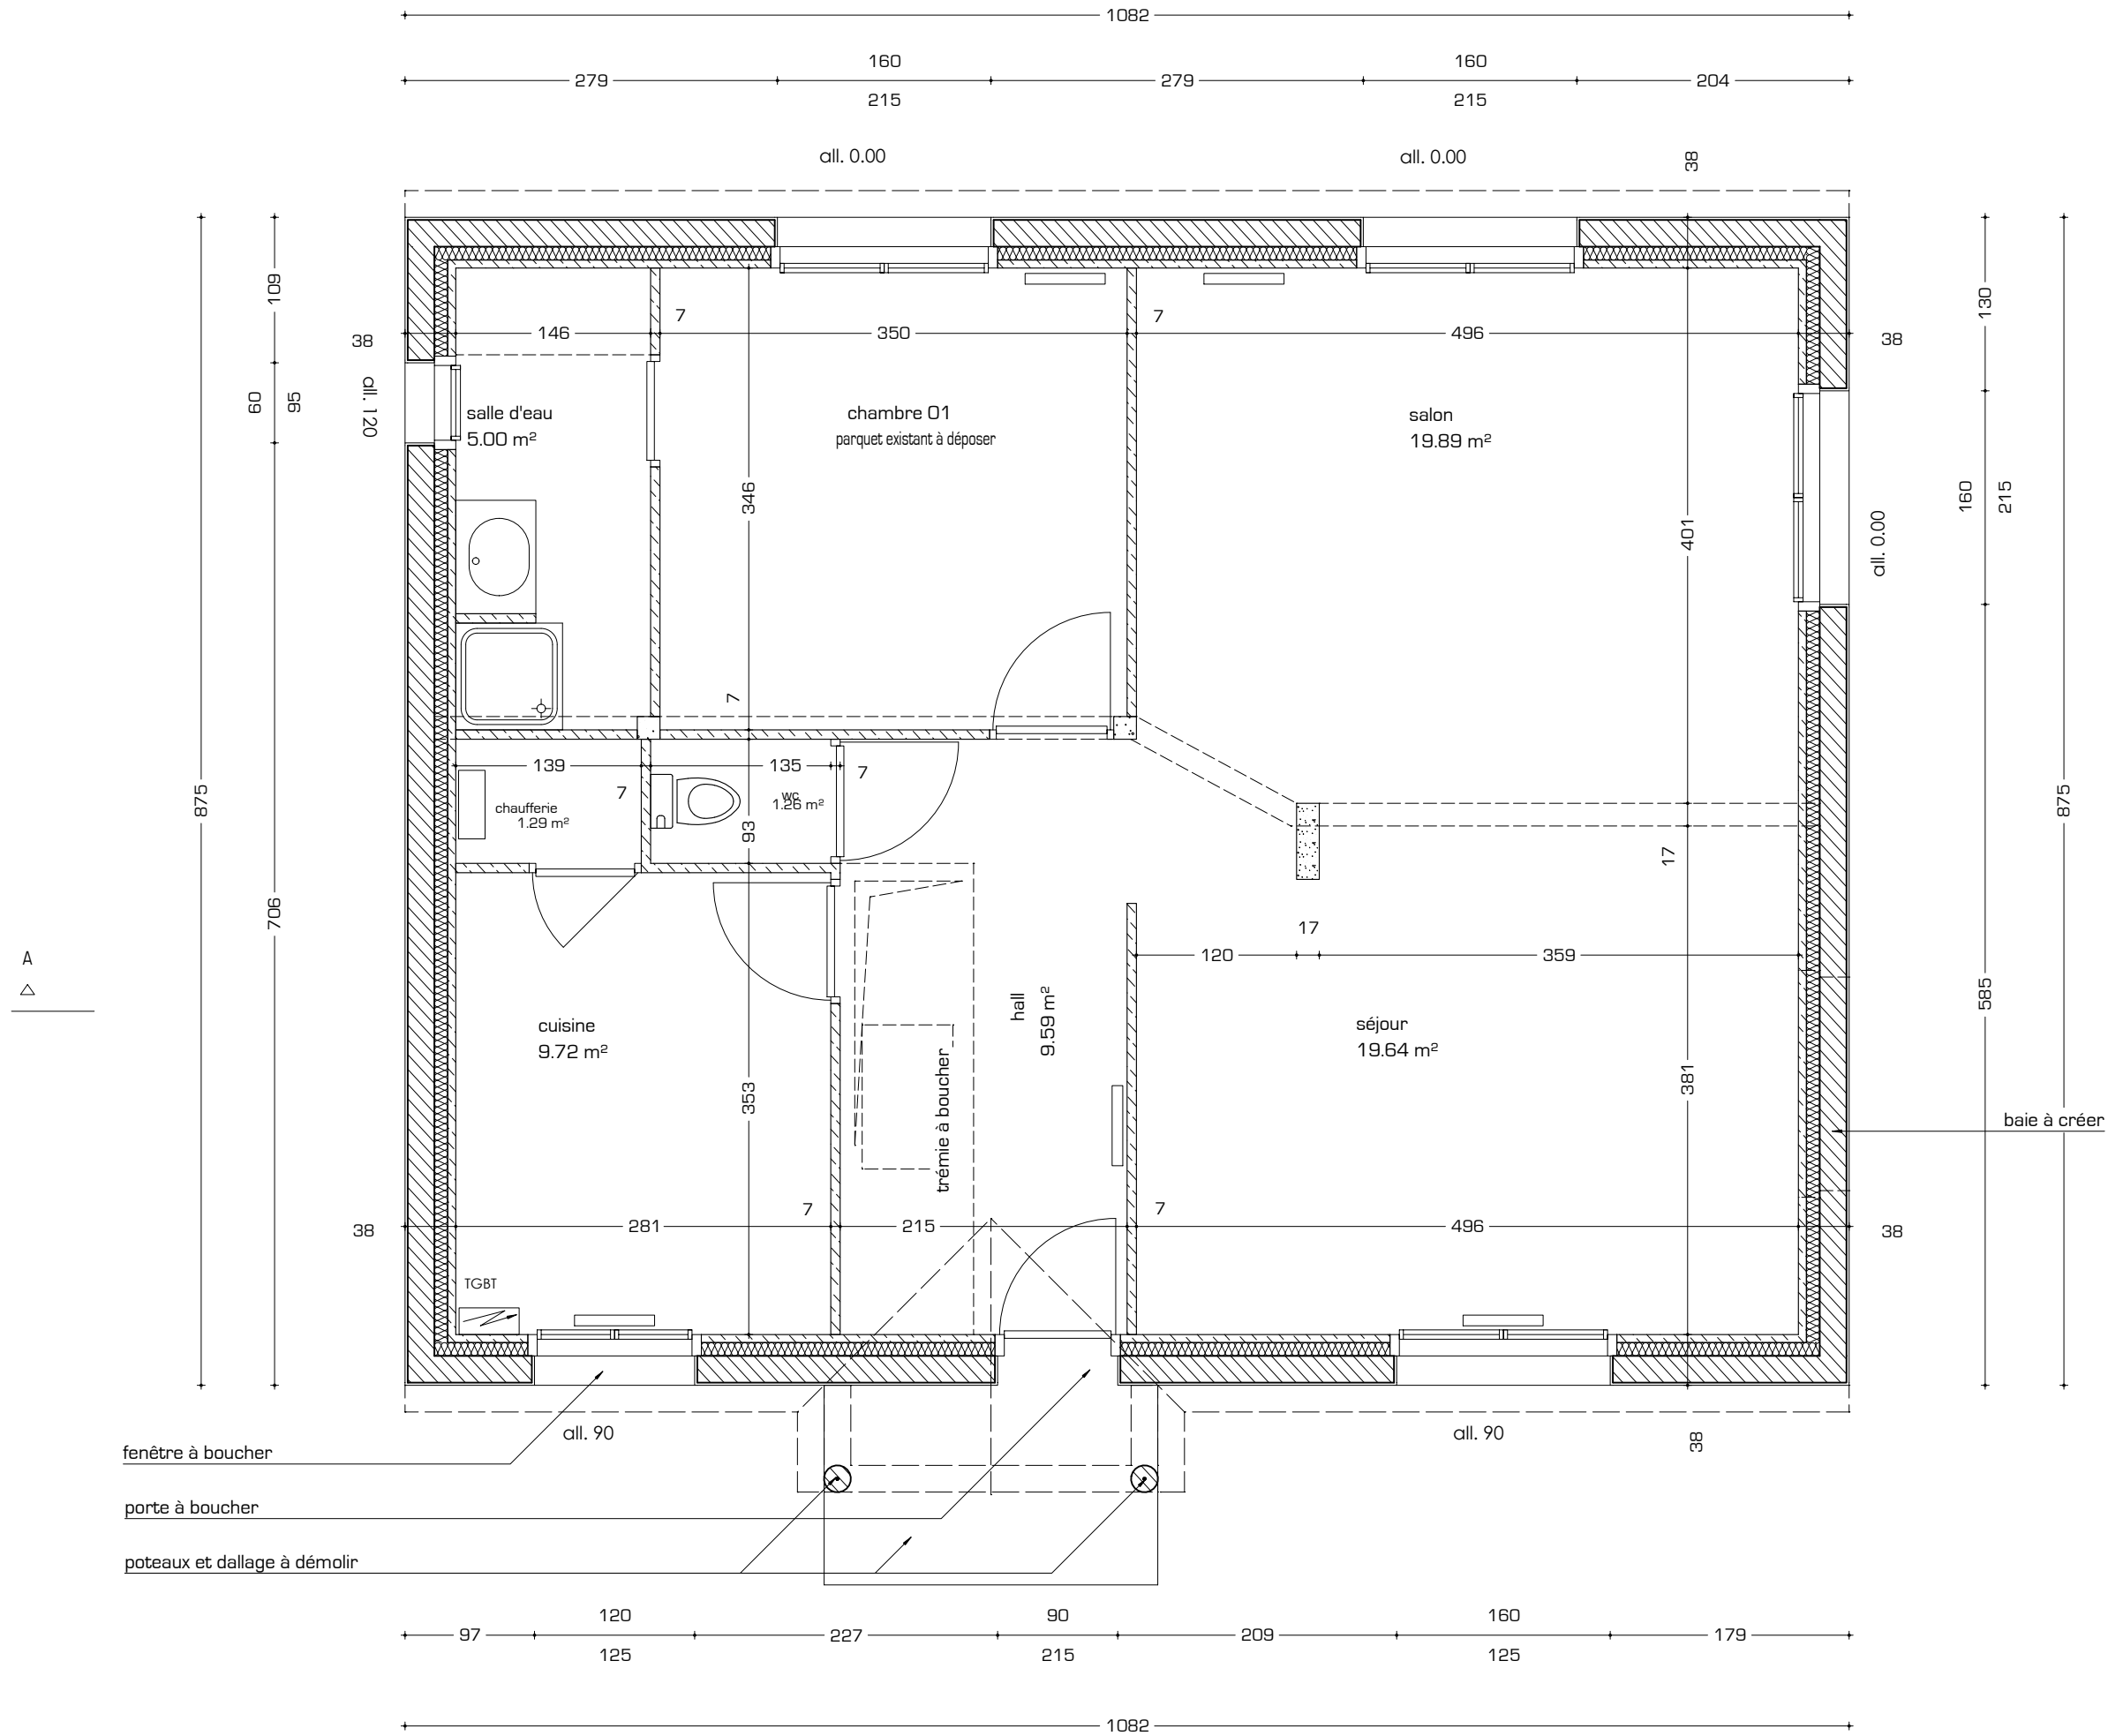 1082
160
279 279 204
215 215
160
all. 0.00 all. 0.00 38
109
130
7 7
146 350 496
38 38
60 95
all. 120
salle d'eau
5.00 m²
chambre 01
parquet existant à déposer
salon
19.89 m²
346
401
160 215
all. 0.00
7
139 135
7 7
chaufferie
1.29 m²
wc
1.26 m²
93
875
875
17
706
A
17
120 359
585
hall
9.59 m²
cuisine
9.72 m²
séjour
19.64 m²
trémie à boucher
353
381
baie à créer
7 7
38 281 215 496 38
TGBT
all. 90 all. 90 38
fenêtre à boucher
porte à boucher
poteaux et dallage à démolir
120 90 160
97 227 209 179
125 215 125
1082